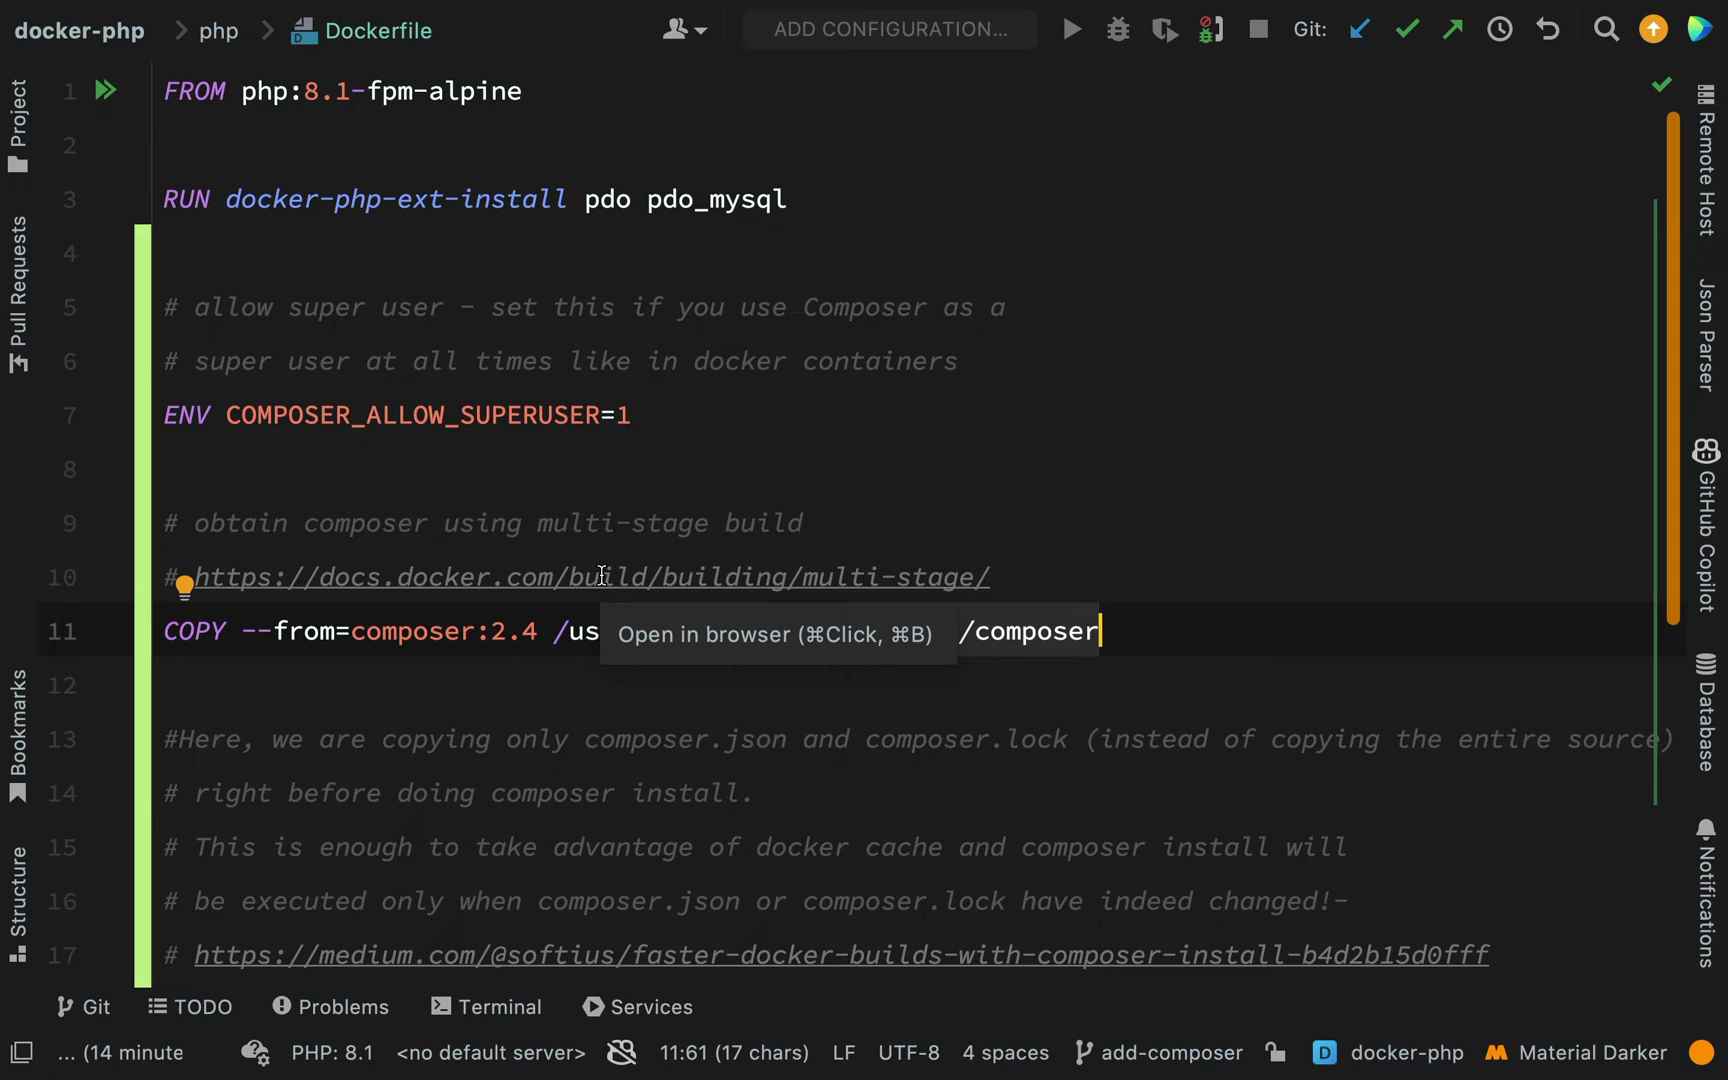 docker-php php Dockerfile ADD CONFIGURATION... Git:
1 FROM php:8.1-fpm-alpine
2
3 RUN docker-php-ext-install pdo pdo_mysql
4
5 # allow super user - set this if you use Composer as a
6 # super user at all times like in docker containers
7 ENV COMPOSER_ALLOW_SUPERUSER=1
8
9 # obtain composer using multi-stage build
10 # https://docs.docker.com/build/building/multi-stage/
11 COPY --from=composer:2.4 /us /composer
Open in browser (⌘Click, ⌘B)
12
13 #Here, we are copying only composer.json and composer.lock (instead of copying the entire source)
14 # right before doing composer install.
15 # This is enough to take advantage of docker cache and composer install will
16 # be executed only when composer.json or composer.lock have indeed changed!-
17 # https://medium.com/@softius/faster-docker-builds-with-composer-install-b4d2b15d0fff
Project
Pull Requests
Bookmarks
Structure
Remote Host
Json Parser
GitHub Copilot
Database
Notifications
Git TODO Problems Terminal Services
... (14 minute PHP: 8.1 <no default server> 11:61 (17 chars) LF UTF-8 4 spaces add-composer D docker-php Material Darker